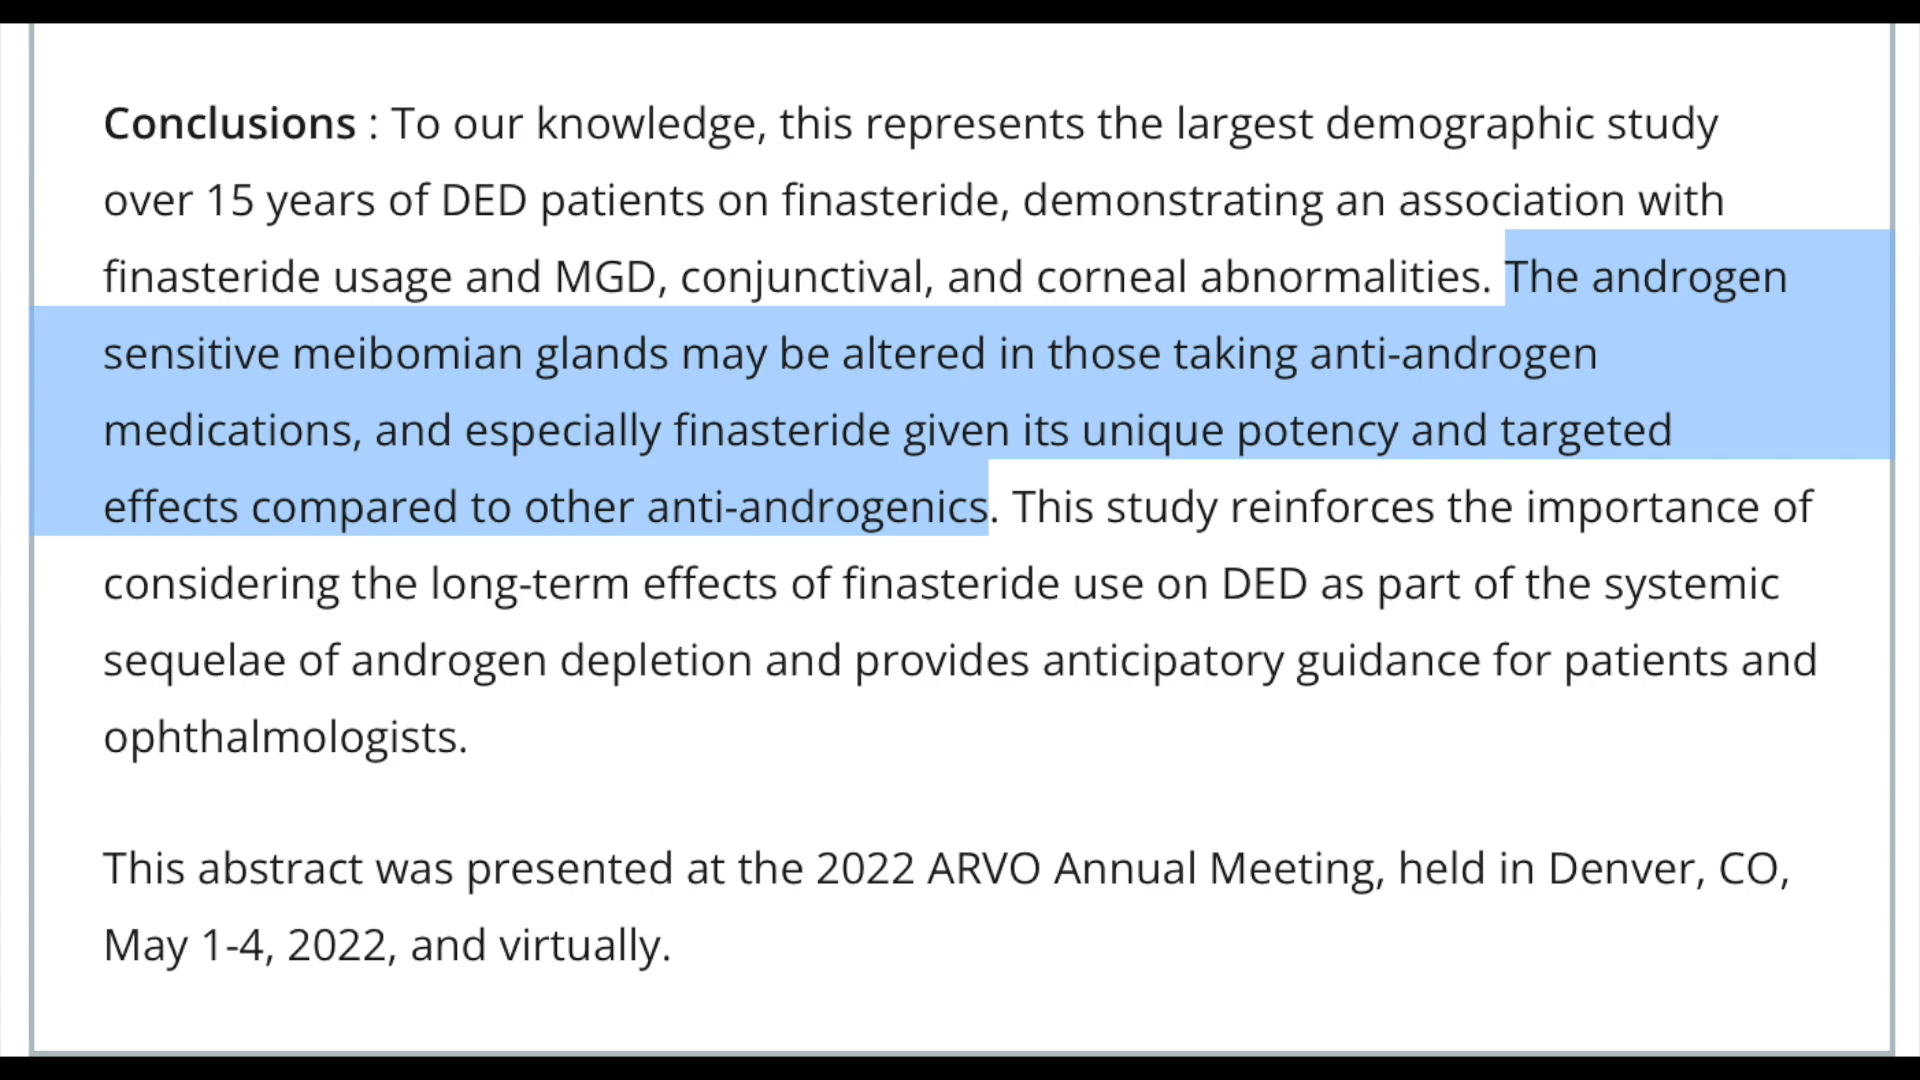 Conclusions : To our knowledge, this represents the largest demographic study
over 15 years of DED patients on finasteride, demonstrating an association with
finasteride usage and MGD, conjunctival, and corneal abnormalities. The androgen
sensitive meibomian glands may be altered in those taking anti-androgen
medications, and especially finasteride given its unique potency and targeted
effects compared to other anti-androgenics. This study reinforces the importance of
considering the long-term effects of finasteride use on DED as part of the systemic
sequelae of androgen depletion and provides anticipatory guidance for patients and
ophthalmologists.
This abstract was presented at the 2022 ARVO Annual Meeting, held in Denver, CO,
May 1-4, 2022, and virtually.